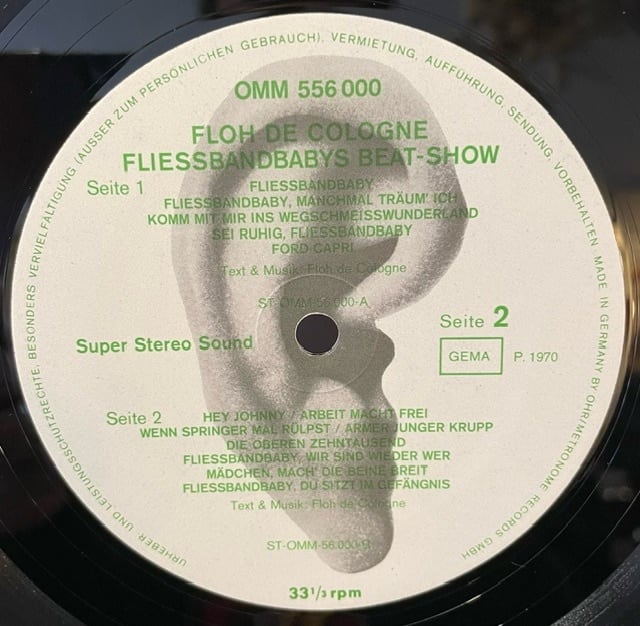 URHEBER UND LEISTUNGSSCHUTZRECHTE, BESONDERS VERVIELFÄLTIGUNG (AUSSER ZUM PERSÖNLICHEN GEBRAUCH), VERMIETUNG, AUFFÜHRUNG, SENDUNG, VORBEHALTEN MADE IN GERMANY BY OHR/METRONOME RECORDS GMBH
OMM 556 000
FLOH DE COLOGNE
FLIESSBANDBABYS BEAT-SHOW
Seite 1
FLIESSBANDBABY
FLIESSBANDBABY, MANCHMAL TRÄUM' ICH
KOMM MIT MIR INS WEGSCHMEISSWUNDERLAND
SEI RUHIG, FLIESSBANDBABY
FORD CAPRI
Text & Musik: Floh de Cologne
ST-OMM-56.000-A
Super Stereo Sound
Seite 2
GEMA
P. 1970
Seite 2
HEY JOHNNY / ARBEIT MACHT FREI
WENN SPRINGER MAL RÜLPST / ARMER JUNGER KRUPP
DIE OBEREN ZEHNTAUSEND
FLIESSBANDBABY, WIR SIND WIEDER WER
MÄDCHEN, MACH' DIE BEINE BREIT
FLIESSBANDBABY, DU SITZT IM GEFÄNGNIS
Text & Musik: Floh de Cologne
ST-OMM-56.000-B
33 1/3 rpm